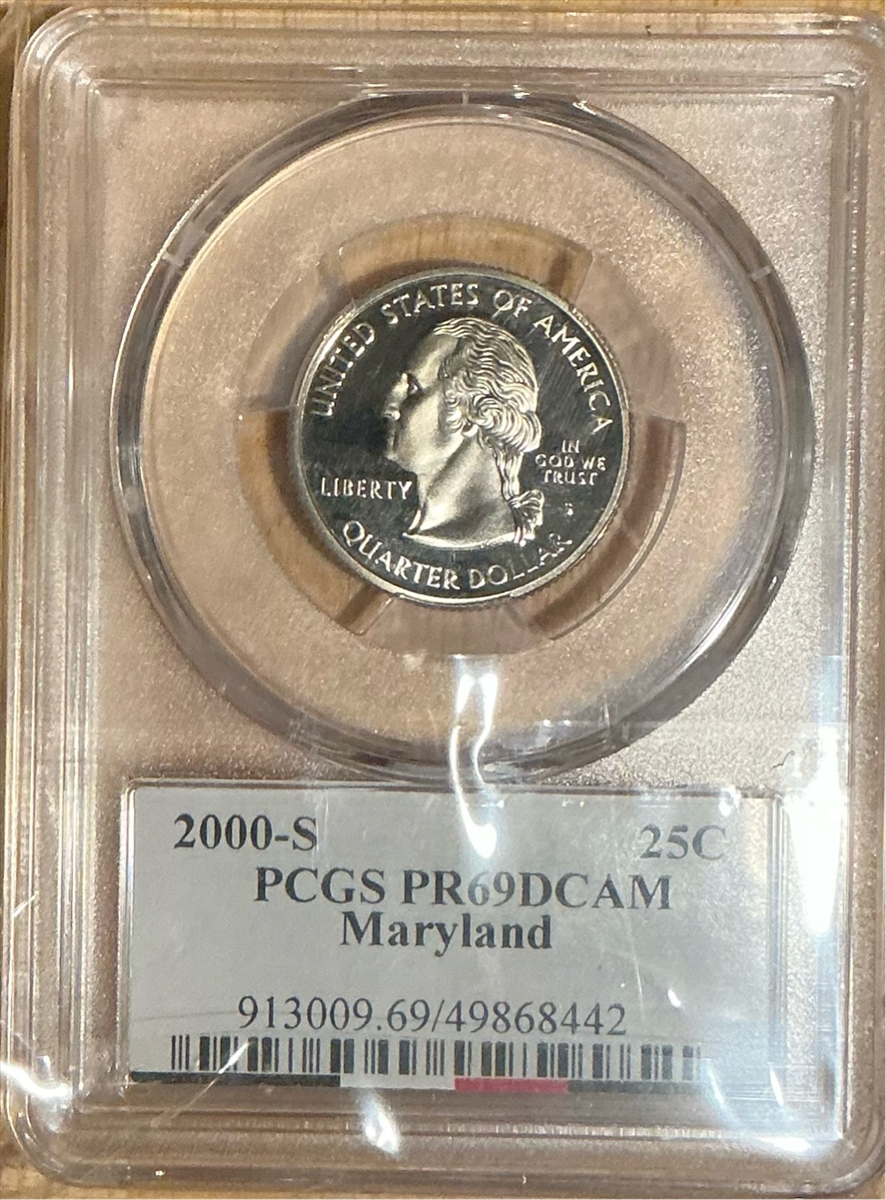 UNITED STATES OF AMERICA
IN
GOD WE
TRUST
LIBERTY
S
QUARTER DOLLAR
2000-S 25C
PCGS PR69DCAM
Maryland
913009.69/49868442